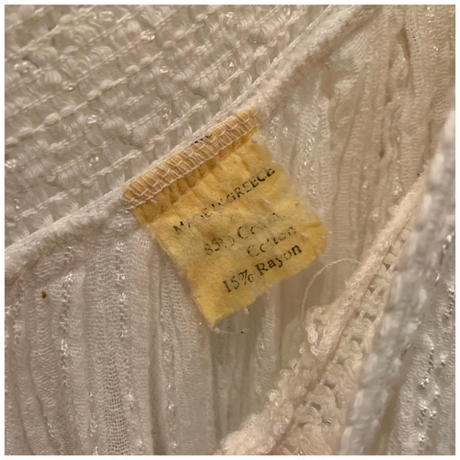 MADE IN GREECE
85%
Cotton
15% Rayon